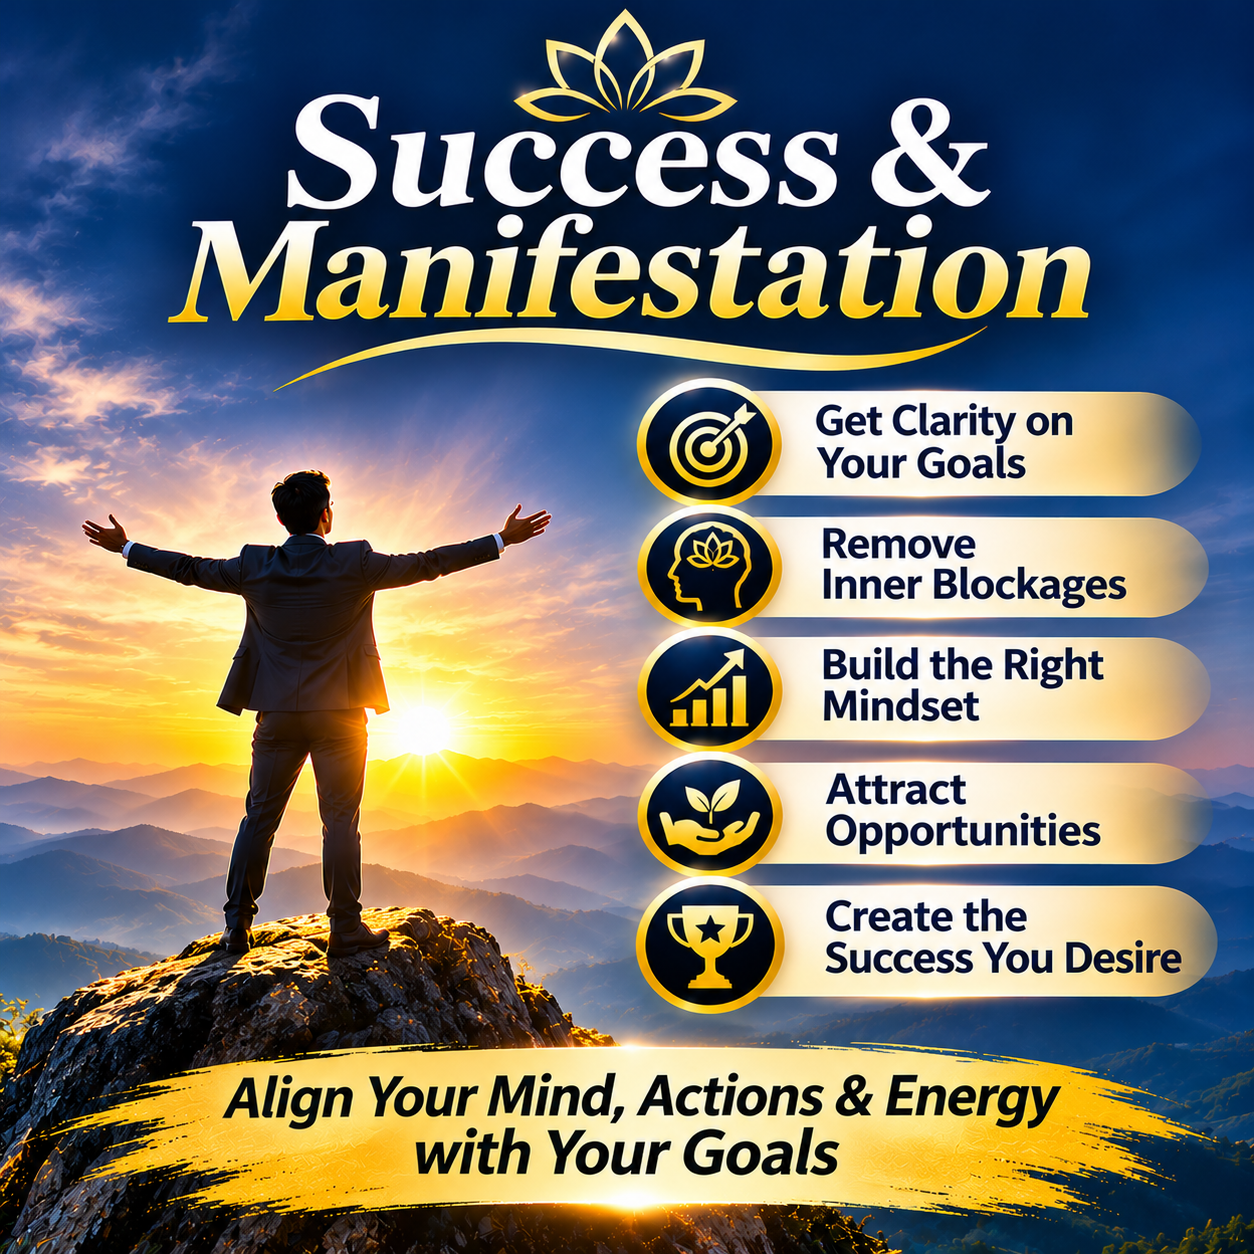 Success &
Manifestation
Get Clarity on
Your Goals
Remove
Inner Blockages
Build the Right
Mindset
Attract
Opportunities
Create the
Success You Desire
Align Your Mind, Actions & Energy
with Your Goals